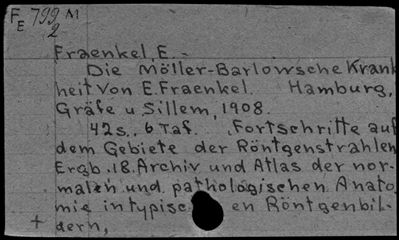 FE 799 M
2
Fraenkel, E. -
Die Möller-Barlowsche Krank
heit von E. Fraenkel. Hamburg,
Gräfe u Sillem, 1908.
42s., 6 Taf. . Fortschritte auf
dem Gebiete der Röntgenstrahlen
Ergb. 18. Archiv und Atlas der nor-
malen und pathologischen Anato
mie in typisc en Röntgenbil-
+ dern,